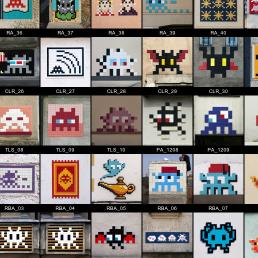 RA_36 RA_37 RA_38 RA_39 RA_40
CLR_26 CLR_27 CLR_28 CLR_29 CLR_30
TLS_08 TLS_09 TLS_10 PA_1208 PA_1209
RBA_03 RBA_04 RBA_05 RBA_06 RBA_07